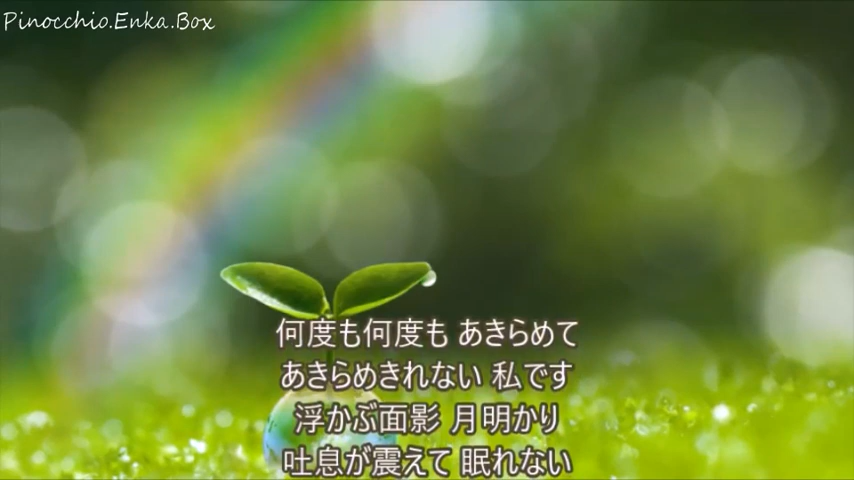 Pinocchio.Enka.Box
何度も何度も あきらめて
あきらめきれない 私です
浮かぶ面影 月明かり
吐息が震えて 眠れない